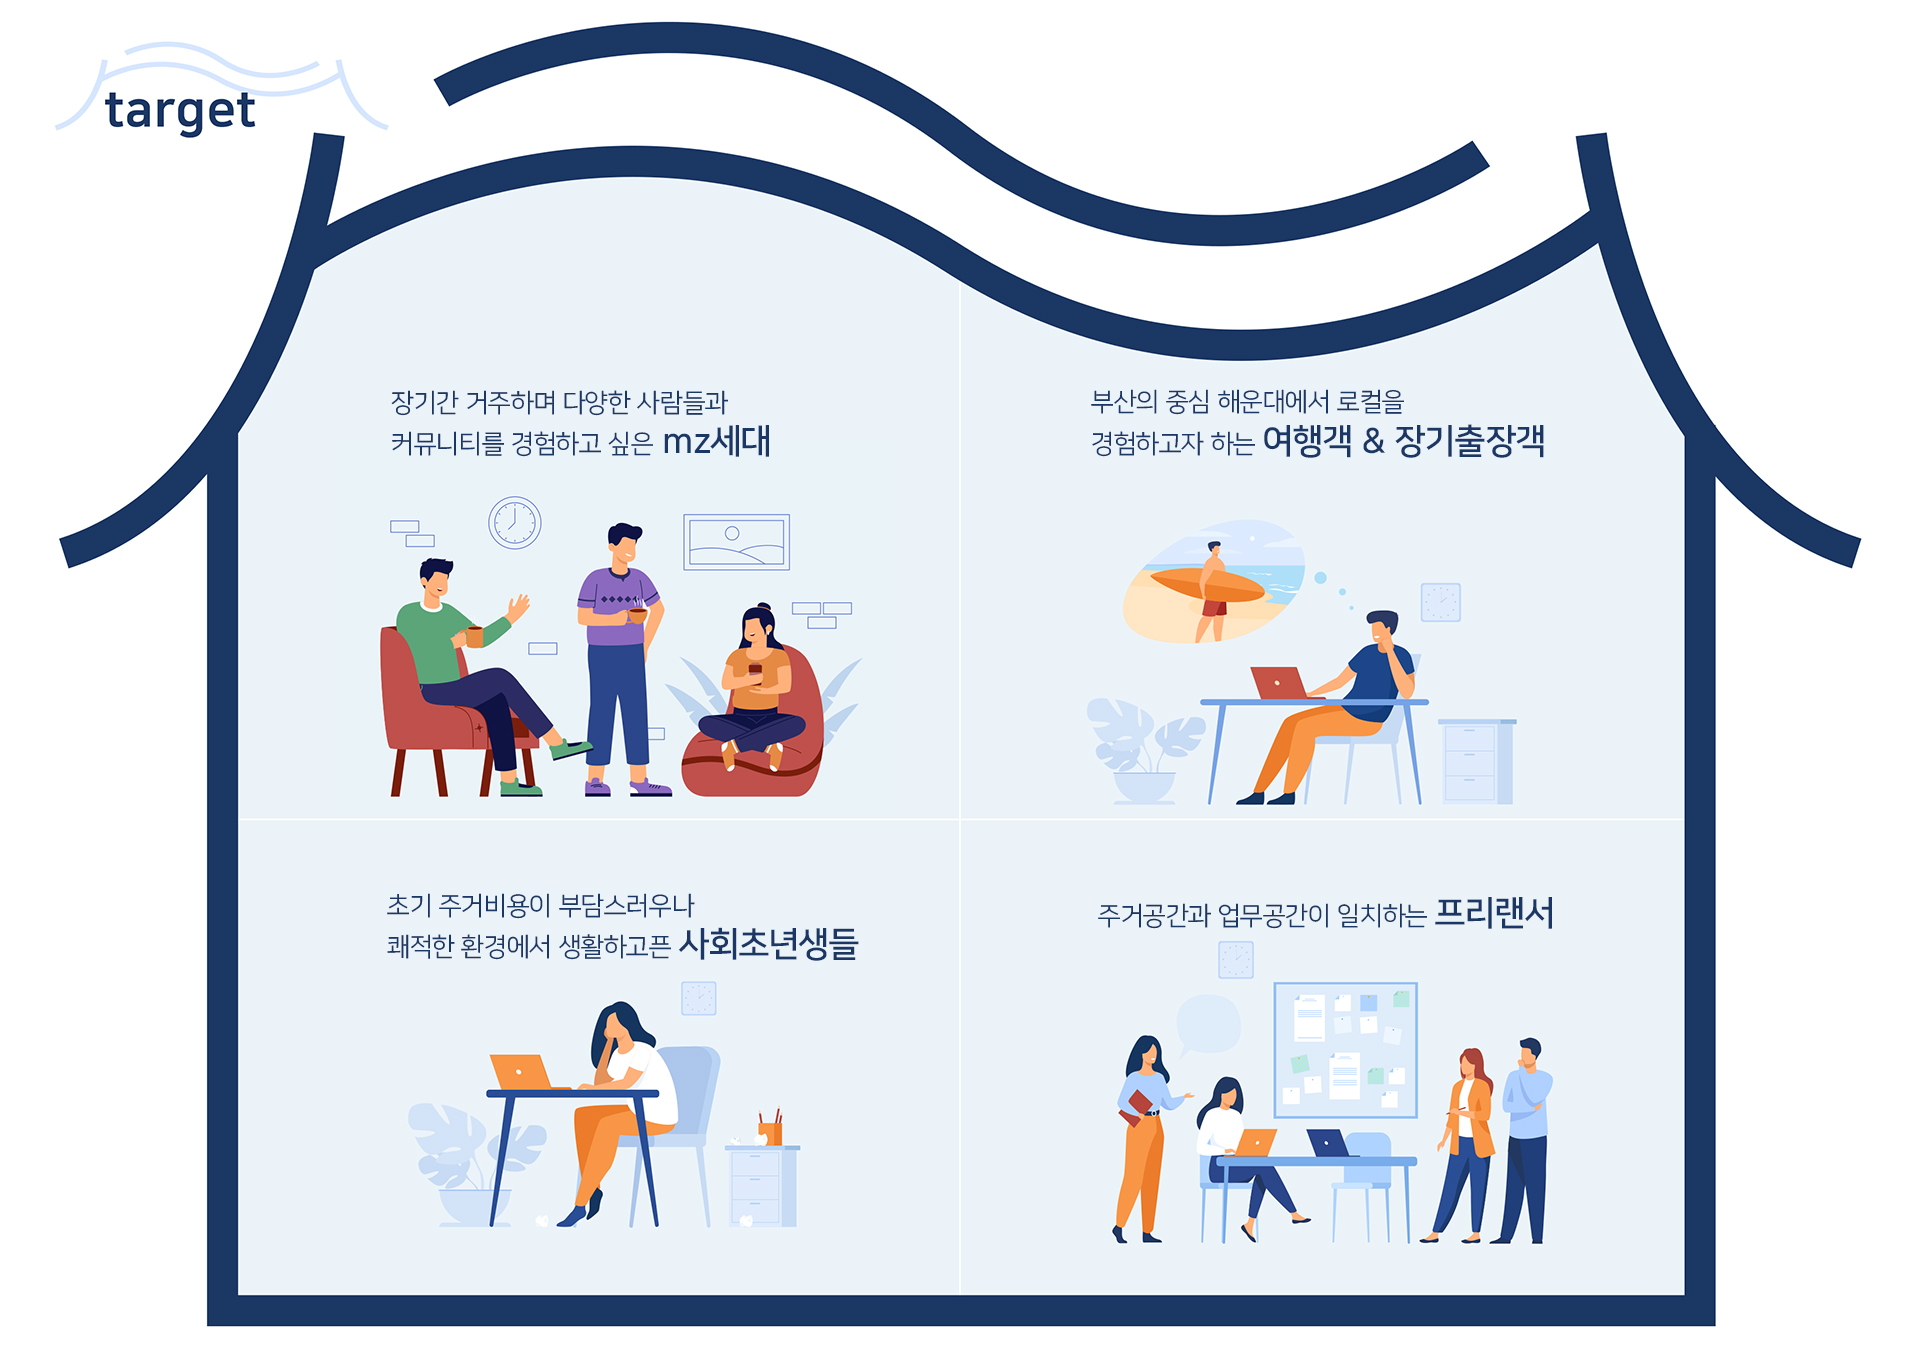 target
장기간 거주하며 다양한 사람들과
커뮤니티를 경험하고 싶은 mz세대
부산의 중심 해운대에서 로컬을
경험하고자 하는 여행객 & 장기출장객
초기 주거비용이 부담스러우나
쾌적한 환경에서 생활하고픈 사회초년생들
주거공간과 업무공간이 일치하는 프리랜서